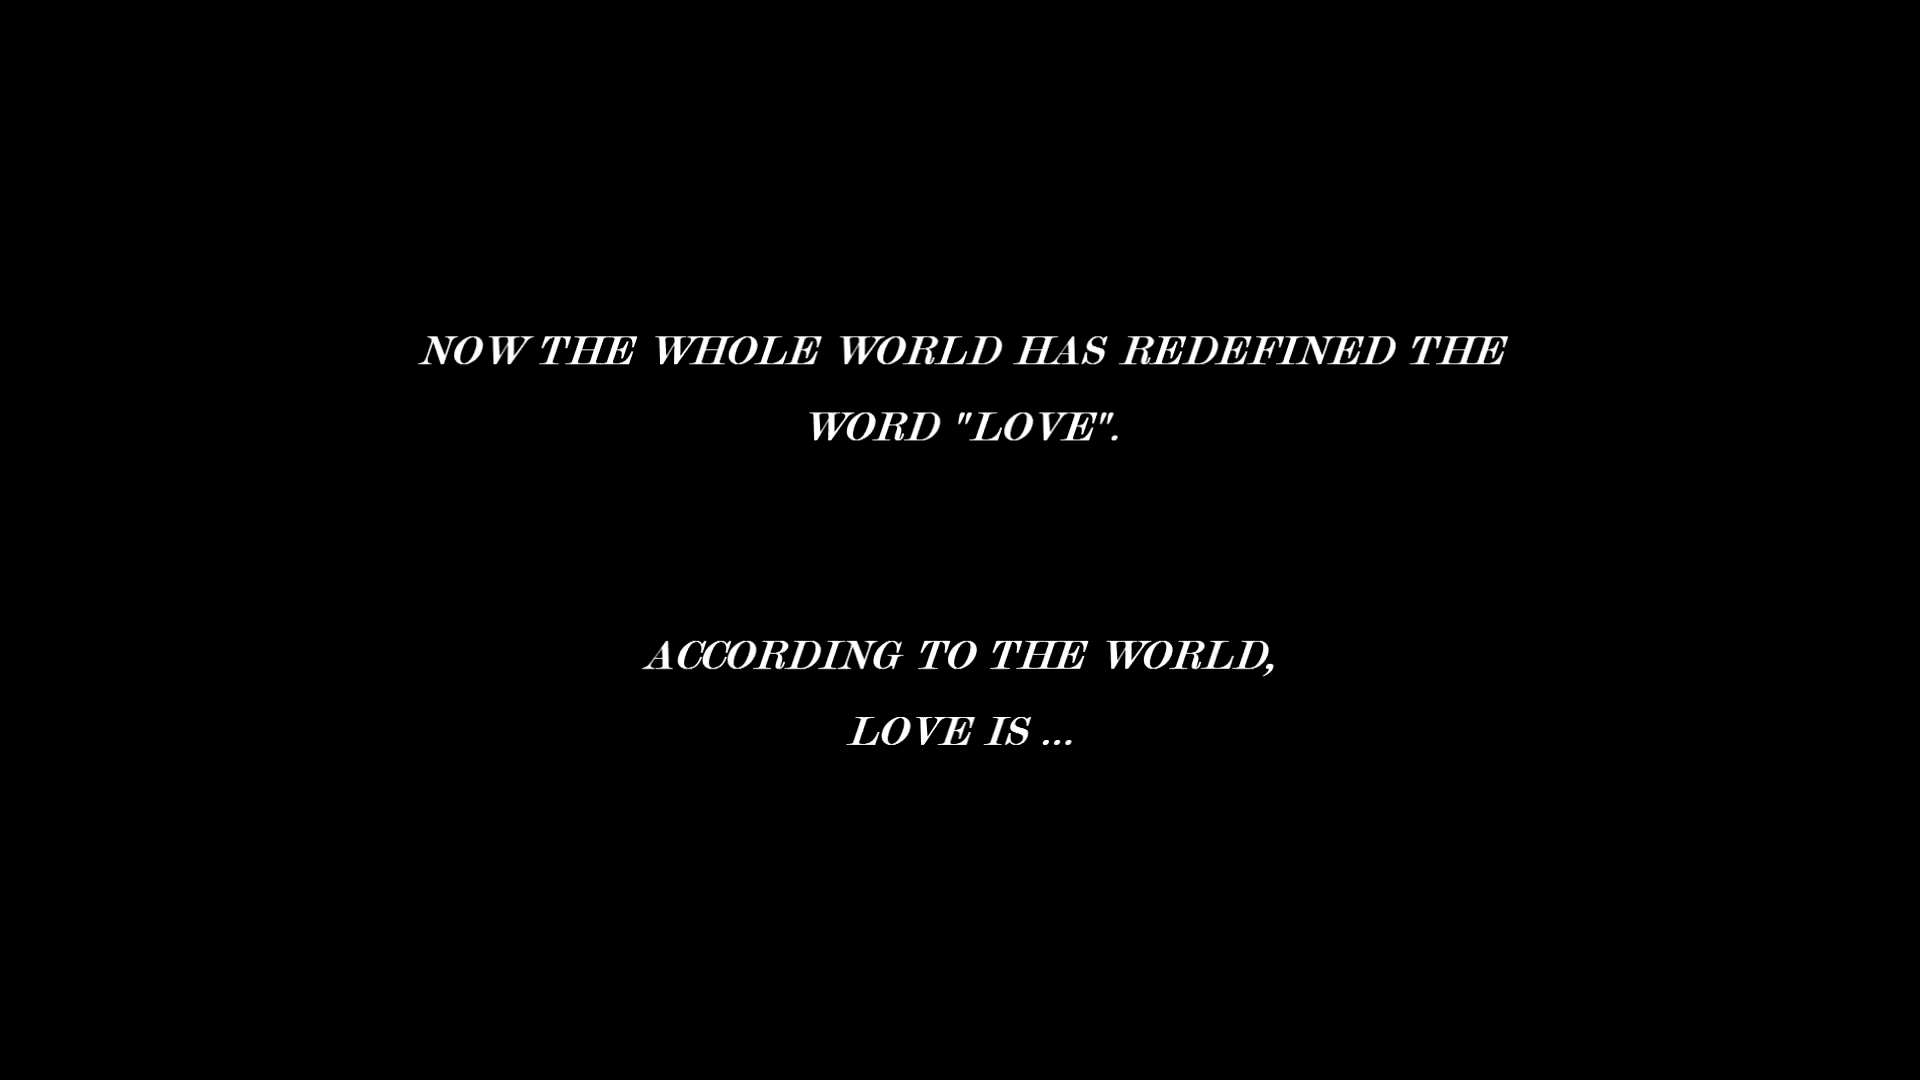 NOW THE WHOLE WORLD HAS REDEFINED THE
WORD "LOVE".
ACCORDING TO THE WORLD,
LOVE IS ...